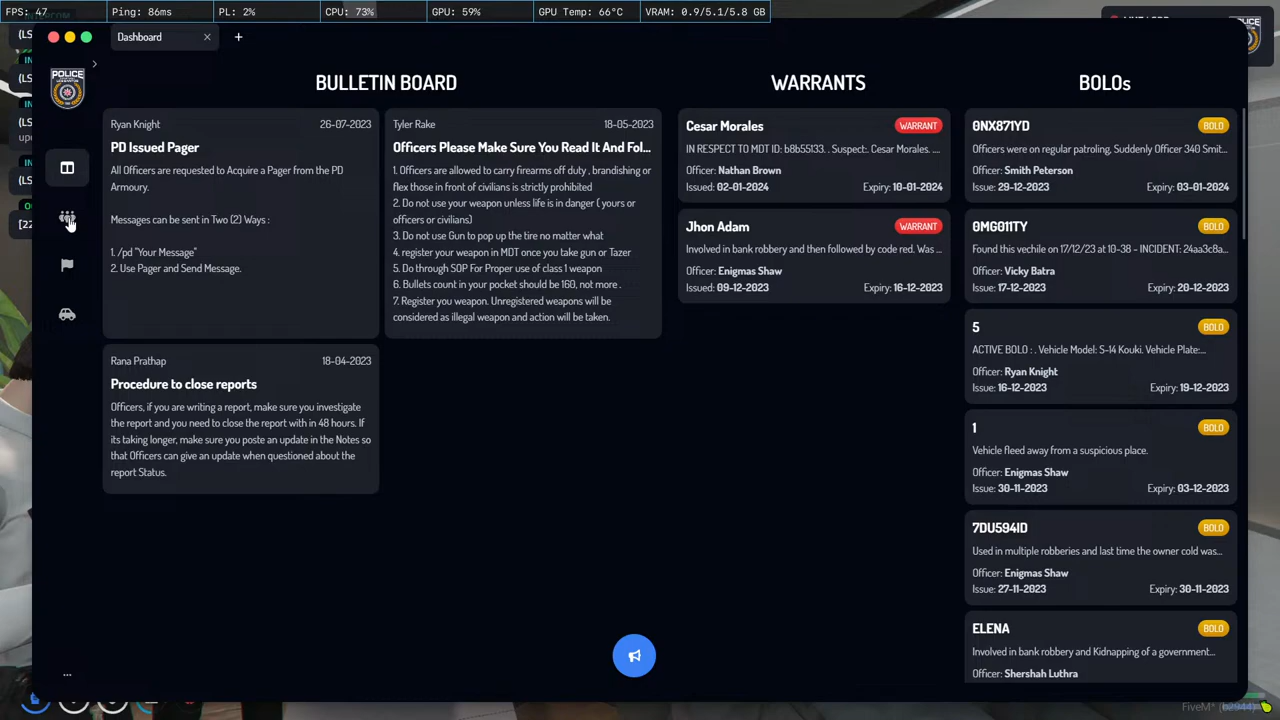 FPS: 47
Ping: 86ms
PL: 2%
CPU: 73%
GPU: 59%
GPU Temp: 66°C
VRAM: 0.9/5.1/5.8 GB
Dashboard
POLICE
BULLETIN BOARD
WARRANTS
BOLOs
Ryan Knight
26-07-2023
PD Issued Pager
All Officers are requested to Acquire a Pager from the PD
Armoury.
Messages can be sent in Two (2) Ways :
1. /pd "Your Message"
2. Use Pager and Send Message.
Tyler Rake
18-05-2023
Officers Please Make Sure You Read It And Fol...
1. Officers are allowed to carry firearms off duty , brandishing or
flex those in front of civilians is strictly prohibited
2. Do not use your weapon unless life is in danger ( yours or
officers or civilians)
3. Do not use Gun to pop up the tire no matter what
4. register your weapon in MDT once you take gun or Tazer
5. Do through SOP For Proper use of class 1 weapon
6. Bullets count in your pocket should be 160, not more .
7. Register you weapon. Unregistered weapons will be
considered as illegal weapon and action will be taken.
Rana Prathap
18-04-2023
Procedure to close reports
Officers, if you are writing a report, make sure you investigate
the report and you need to close the report with in 48 hours. If
its taking longer, make sure you post an update in the Notes so
that Officers can give an update when questioned about the
report Status.
Cesar Morales
WARRANT
IN RESPECT TO MDT ID: b8b55f33. . Suspect:. Cesar Morales. ....
Officer: Nathan Brown
Issued: 02-01-2024
Expiry: 10-01-2024
Jhon Adam
WARRANT
Involved in bank robbery and then followed by code red. Was ...
Officer: Enigmas Shaw
Issued: 09-12-2023
Expiry: 16-12-2023
0NX871YD
BOLO
Officers were on regular patroling, Suddenly Officer 340 Smit...
Officer: Smith Peterson
Issue: 29-12-2023
Expiry: 03-01-2024
0MG011TY
BOLO
Found this vechile on 17/12/23 at 10-38 - INCIDENT: 24aa3c8a...
Officer: Vicky Batra
Issue: 17-12-2023
Expiry: 20-12-2023
5
BOLO
ACTIVE BOLO : . Vehicle Model: S-14 Kouki. Vehicle Plate:...
Officer: Ryan Knight
Issue: 16-12-2023
Expiry: 19-12-2023
1
BOLO
Vehicle fleed away from a suspicious place.
Officer: Enigmas Shaw
Issue: 30-11-2023
Expiry: 03-12-2023
7DU594ID
BOLO
Used in multiple robberies and last time the owner cold was...
Officer: Enigmas Shaw
Issue: 27-11-2023
Expiry: 30-11-2023
ELENA
BOLO
Involved in bank robbery and Kidnapping of a government...
Officer: Shershah Luthra
...
FiveM* (b2944)